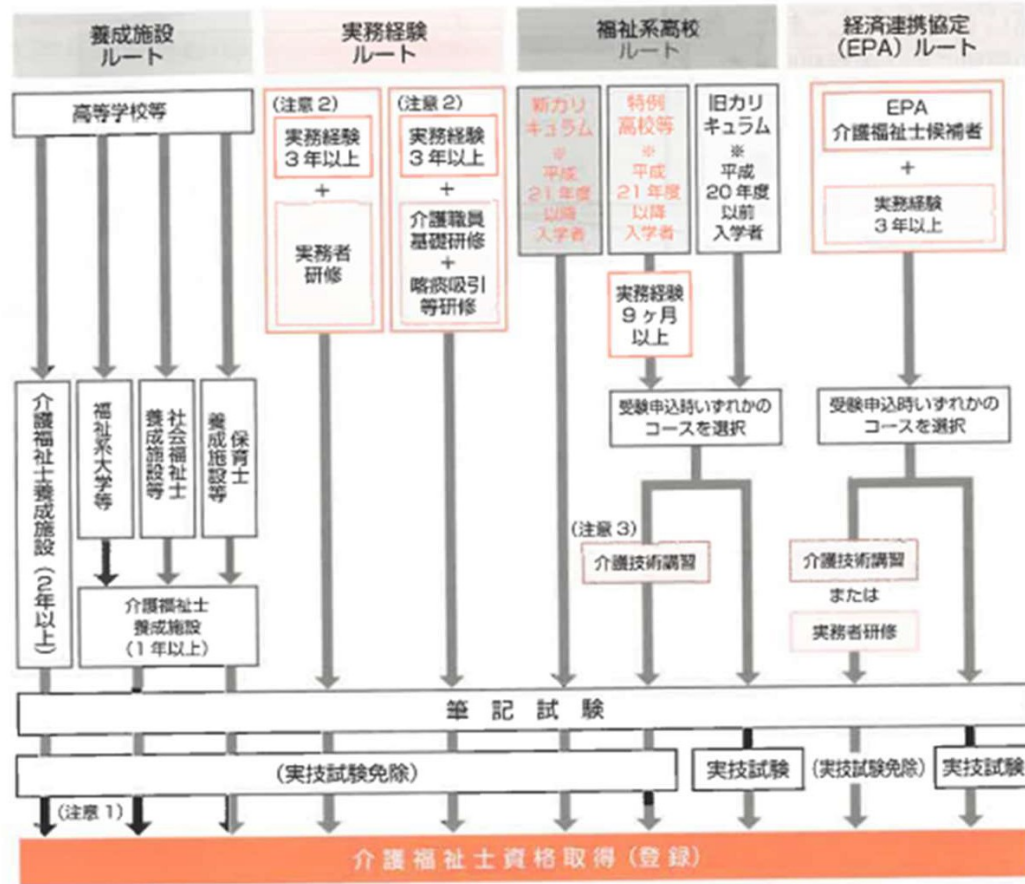 養成施設
ルート
実務経験
ルート
福祉系高校
ルート
経済連携協定
(EPA)ルート
高等学校等
(注意2)
実務経験
3年以上
+
実務者
研修
(注意2)
実務経験
3年以上
+
介護職員
基礎研修
+
喀痰吸引
等研修
新カリ
キュラム
※
平成
21年度
以降
入学者
特例
高校等
※
平成
21年度
以降
入学者
旧カリ
キュラム
※
平成
20年度
以前
入学者
EPA
介護福祉士候補者
+
実務経験
3年以上
実務経験
9ヶ月
以上
介護福祉士養成施設(2年以上)
福祉系大学等
社会福祉士
養成施設等
保育士
養成施設等
受験申込時いずれかの
コースを選択
受験申込時いずれかの
コースを選択
(注意3)
介護技術講習
介護技術講習
または
実務者研修
介護福祉士
養成施設
(1年以上)
筆記試験
(実技試験免除)
実技試験
(実技試験免除)
実技試験
(注意1)
介護福祉士資格取得(登録)